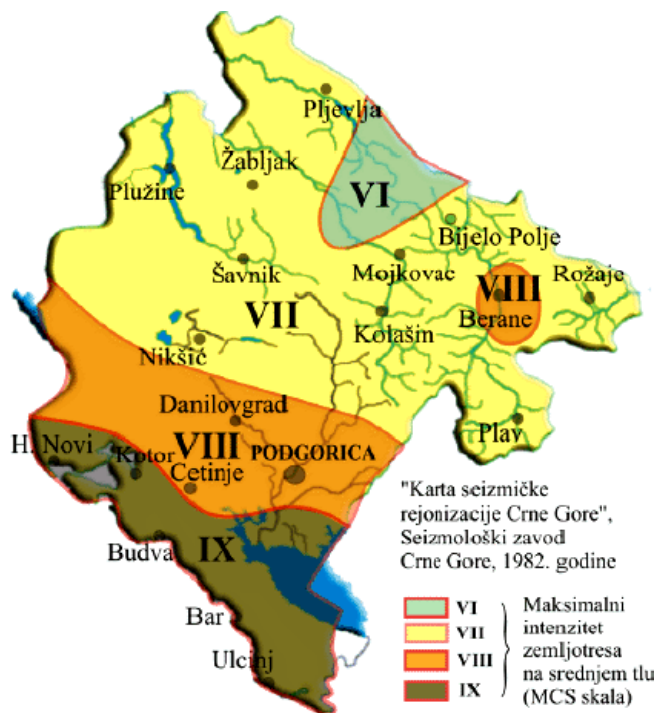 Pljevlja
Žabljak
Plužine
VI
Bijelo Polje
Šavnik
Mojkovac
VIII
Rožaje
VII
Kolašin
Berane
Nikšić
Danilovgrad
Plav
VIII
PODGORICA
H. Novi
Kotor
Cetinje
"Karta seizmičke
rejonizacije Crne Gore",
Seizmološki zavod
Crne Gore, 1982. godine
Budva
IX
Bar
Ulcinj
VI
VII
VIII
IX
Maksimalni
intenzitet
zemljotresa
na srednjem tlu
(MCS skala)